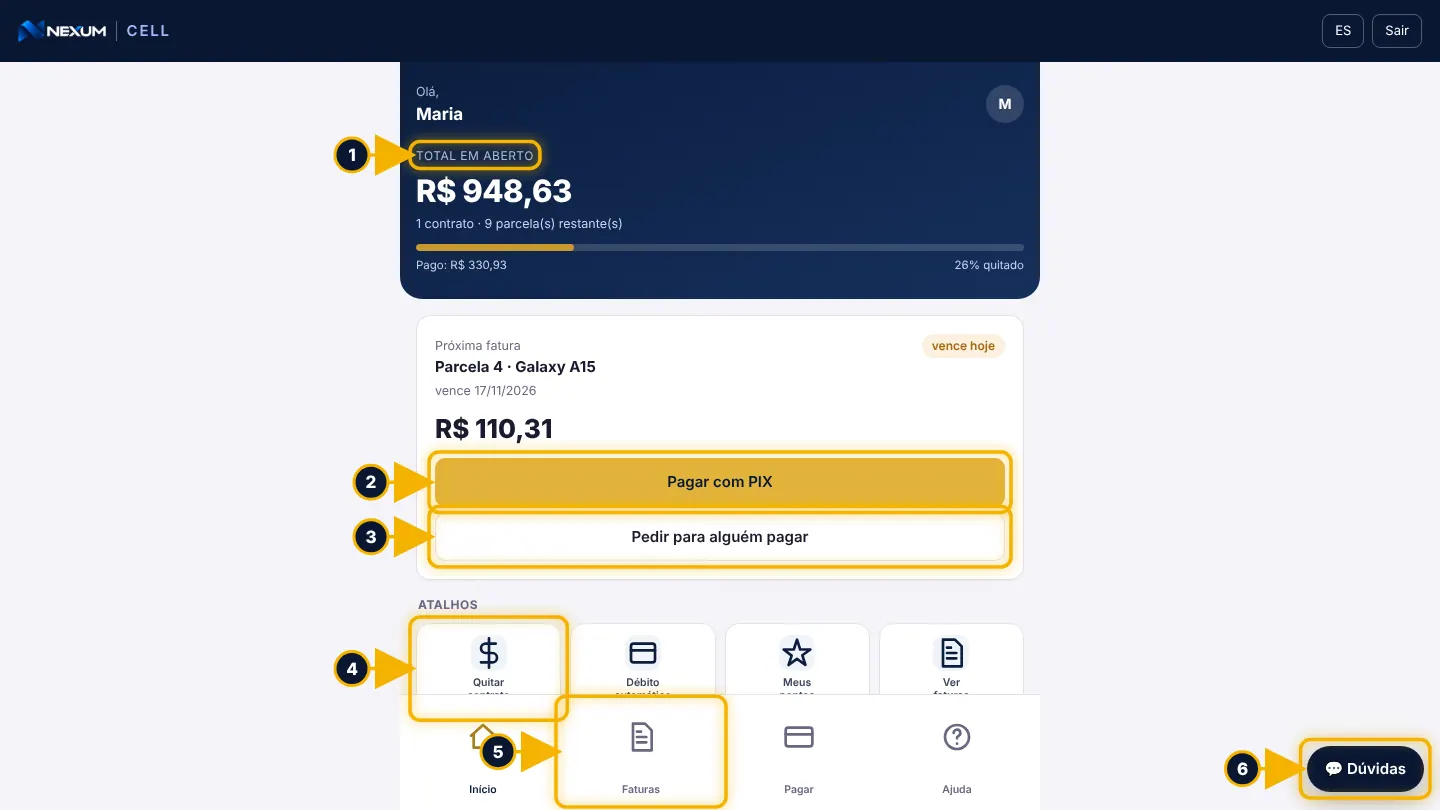 NEXUM | CELL
ES
Sair
Olá,
Maria
M
1
TOTAL EM ABERTO
R$ 948,63
1 contrato · 9 parcela(s) restante(s)
Pago: R$ 330,93
26% quitado
Próxima fatura
vence hoje
Parcela 4 · Galaxy A15
vence 17/11/2026
R$ 110,31
2
Pagar com PIX
3
Pedir para alguém pagar
ATALHOS
4
Quitar
Débito
Meus
Ver
5
Início
Faturas
Pagar
Ajuda
6
Dúvidas